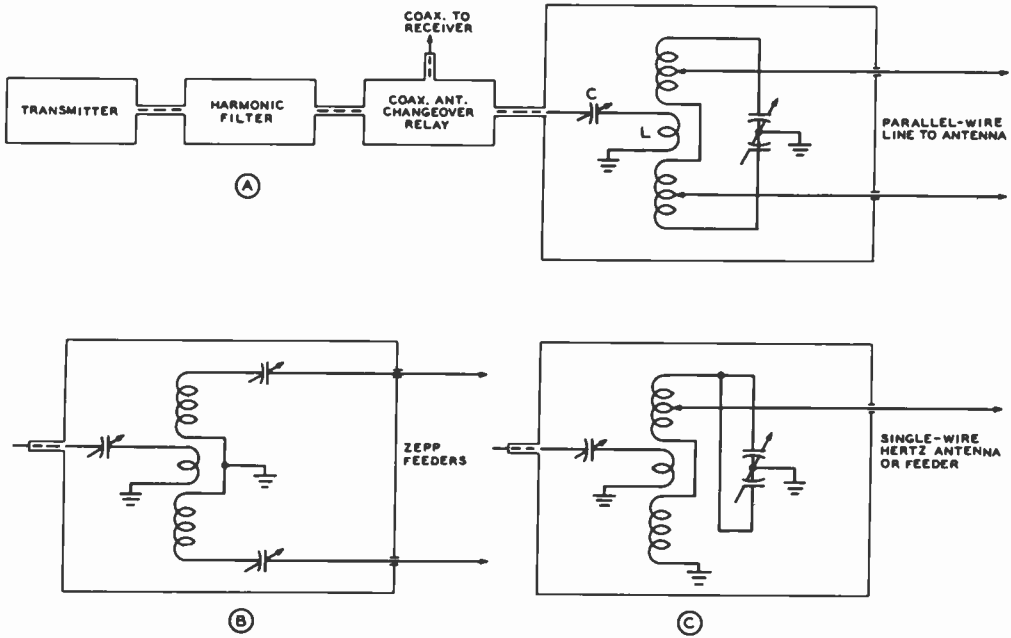 COAX. TO
RECEIVER
TRANSMITTER
HARMONIC
FILTER
COAX. ANT.
CHANGEOVER
RELAY
C
L
PARALLEL-WIRE
LINE TO ANTENNA
A
ZEPP
FEEDERS
B
SINGLE-WIRE
HERTZ ANTENNA
OR FEEDER
C